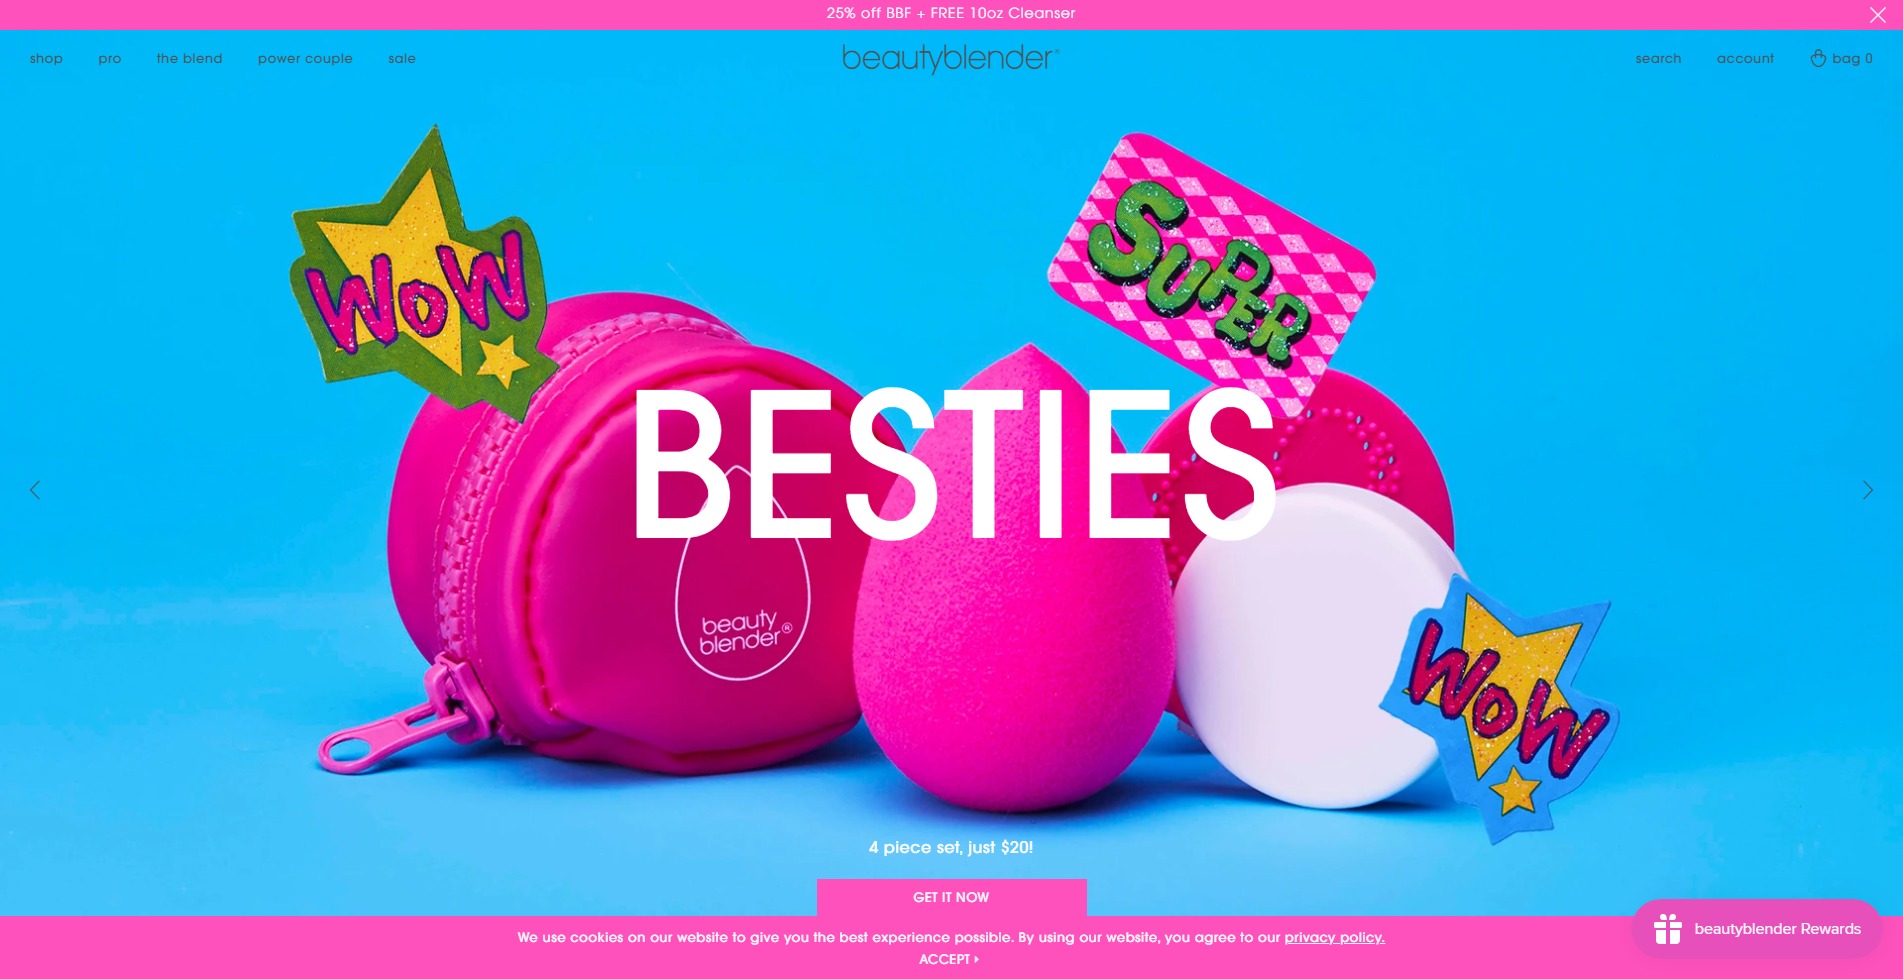 25% off BBF + FREE 10oz Cleanser
shop pro the blend power couple sale
beautyblender®
search account bag 0
WOW
SUPER
BESTIES
beauty
blender®
WOW
4 piece set, just $20!
GET IT NOW
We use cookies on our website to give you the best experience possible. By using our website, you agree to our privacy policy.
ACCEPT
beautyblender Rewards